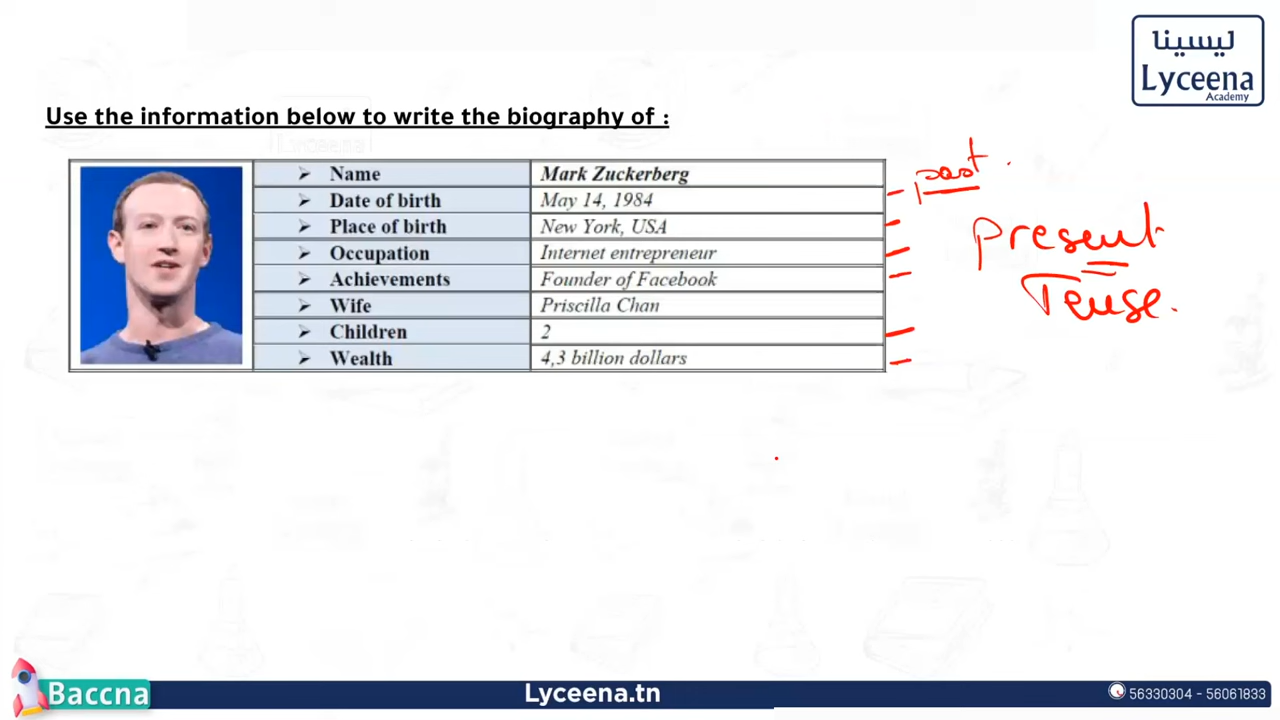 ليسينا
Lyceena
Academy
Use the information below to write the biography of :
Name Mark Zuckerberg
Date of birth May 14, 1984
Place of birth New York, USA
Occupation Internet entrepreneur
Achievements Founder of Facebook
Wife Priscilla Chan
Children 2
Wealth 4,3 billion dollars
past.
present
Tense.
Baccna
Lyceena.tn
56330304 - 56061833